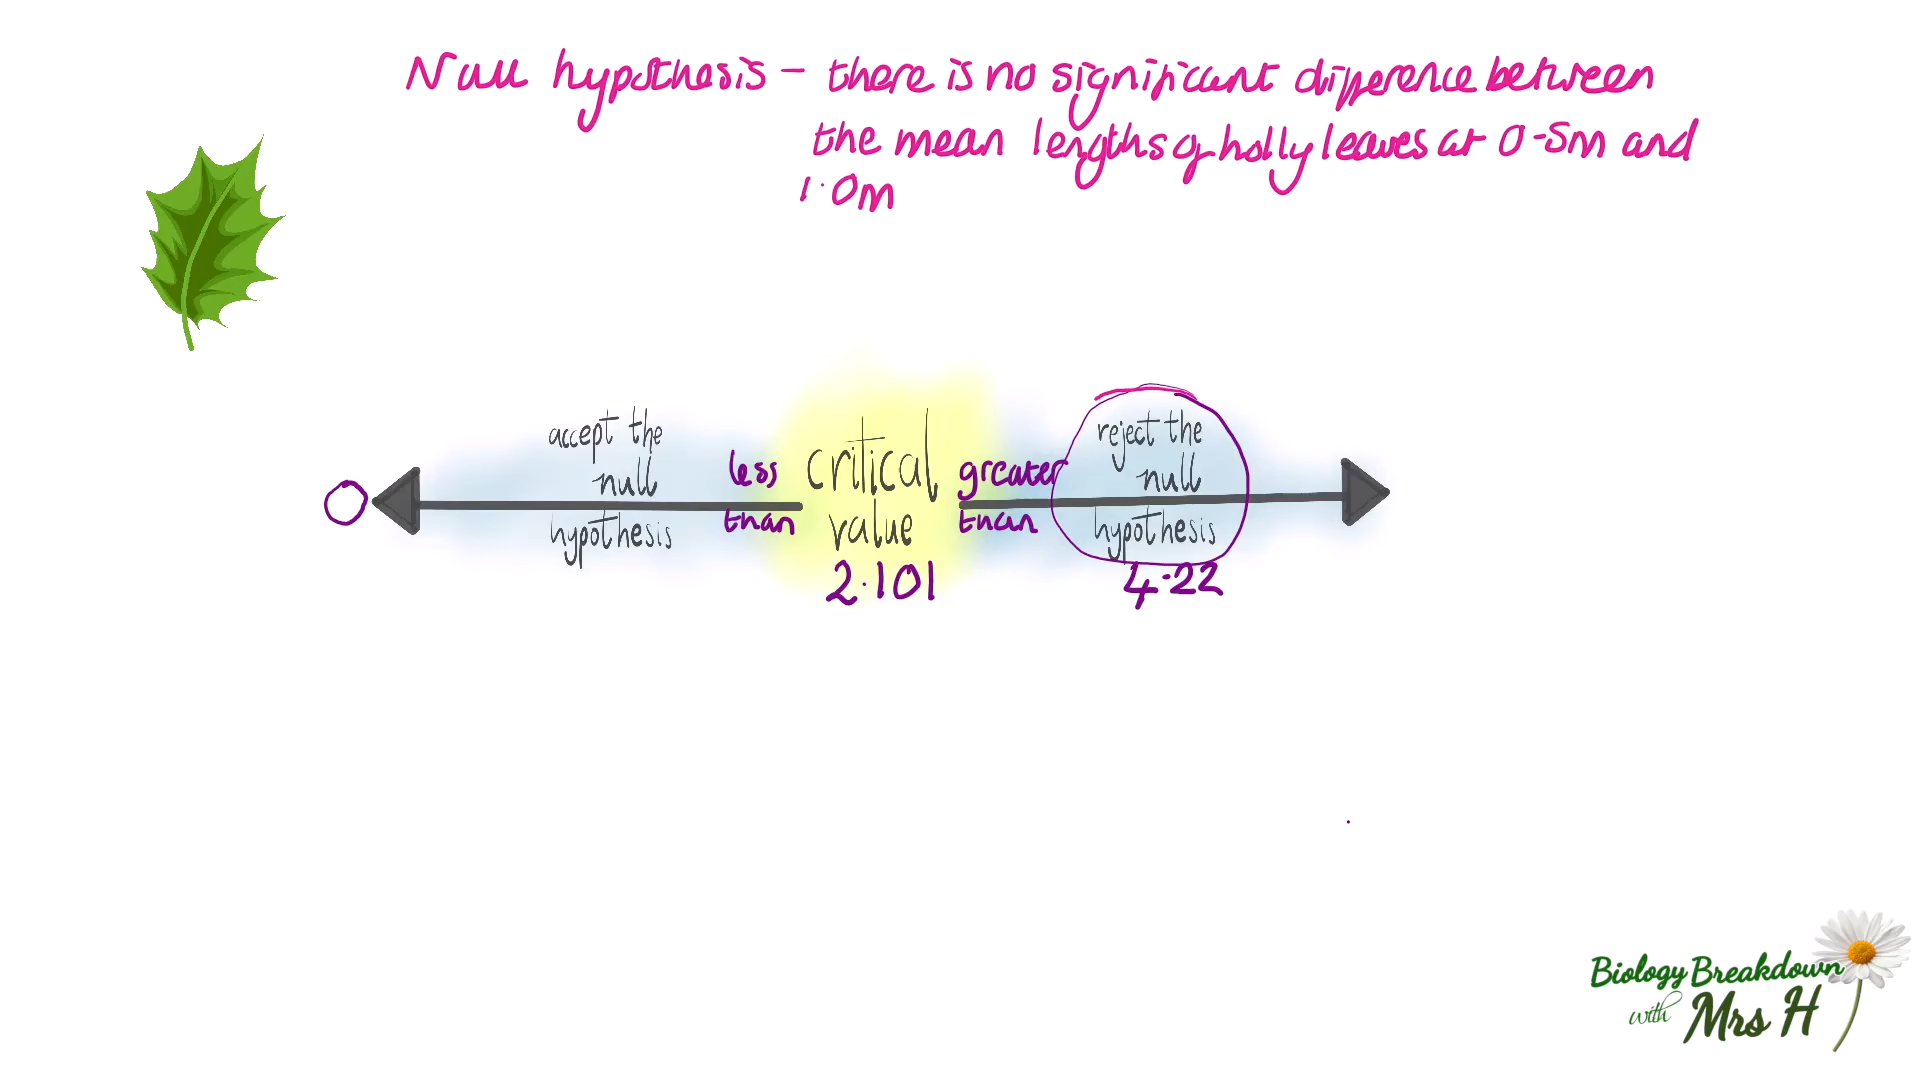 Null hypothesis - there is no significant difference between
the mean lengths of holly leaves at 0.5m and
1.0m
accept the
null
hypothesis
less
than
critical
value
2.101
greater
than
reject the
null
hypothesis
4.22
0
Biology Breakdown
with Mrs H